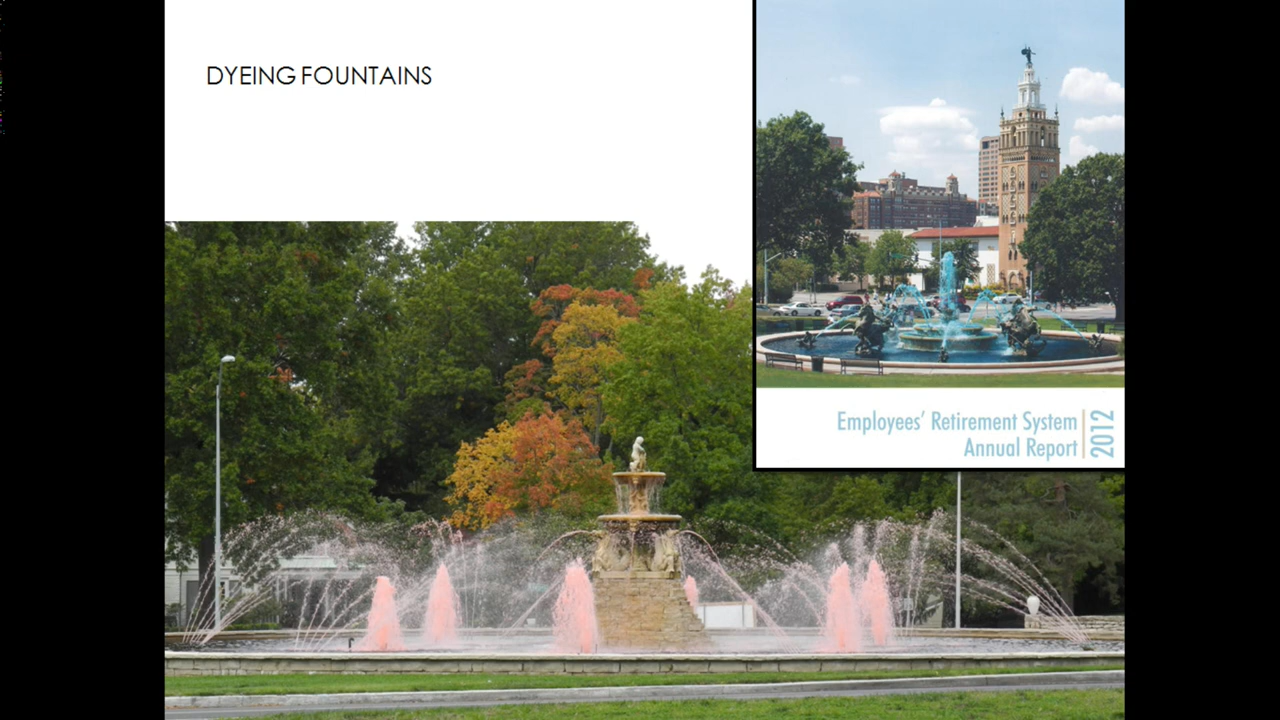 DYEING FOUNTAINS
Employees' Retirement System
Annual Report
2012